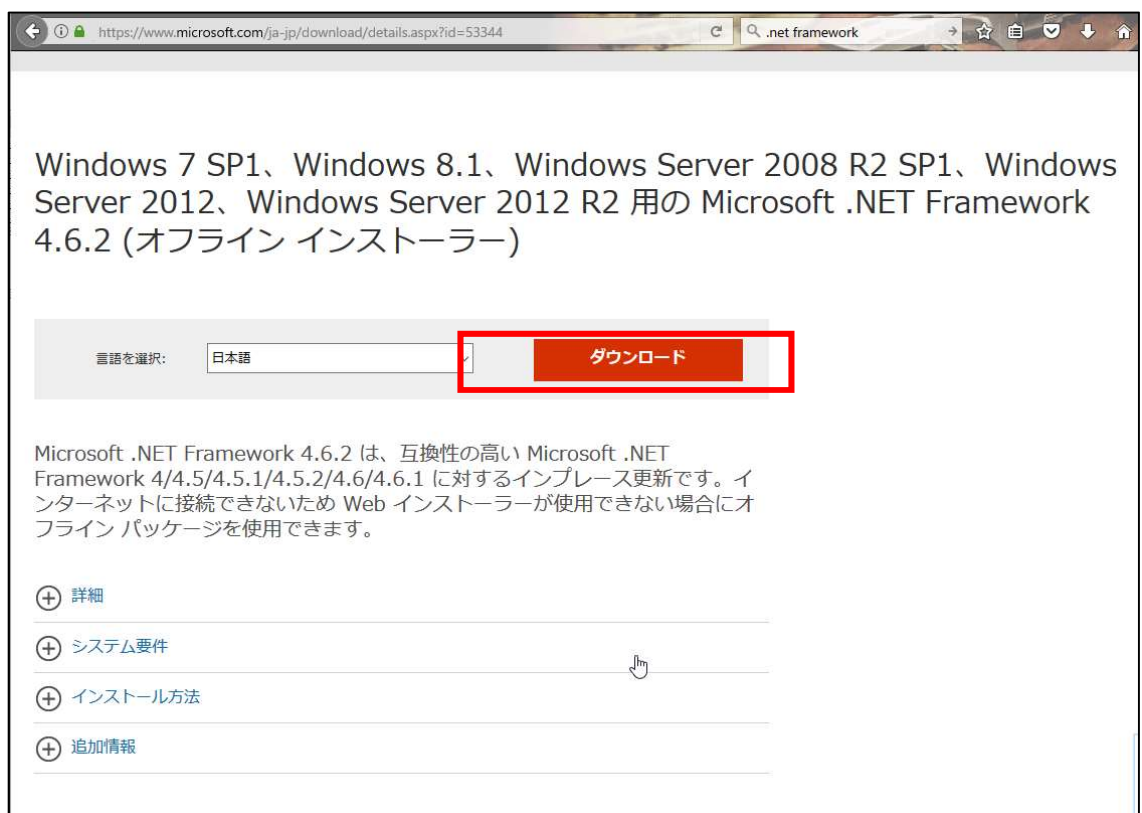 https://www.microsoft.com/ja-jp/download/details.aspx?id=53344
.net framework
Windows 7 SP1、Windows 8.1、Windows Server 2008 R2 SP1、Windows
Server 2012、Windows Server 2012 R2 用の Microsoft .NET Framework
4.6.2 (オフライン インストーラー)
言語を選択:
日本語
ダウンロード
Microsoft .NET Framework 4.6.2 は、互換性の高い Microsoft .NET
Framework 4/4.5/4.5.1/4.5.2/4.6/4.6.1 に対するインプレース更新です。イ
ンターネットに接続できないため Web インストーラーが使用できない場合にオ
フライン パッケージを使用できます。
詳細
システム要件
インストール方法
追加情報